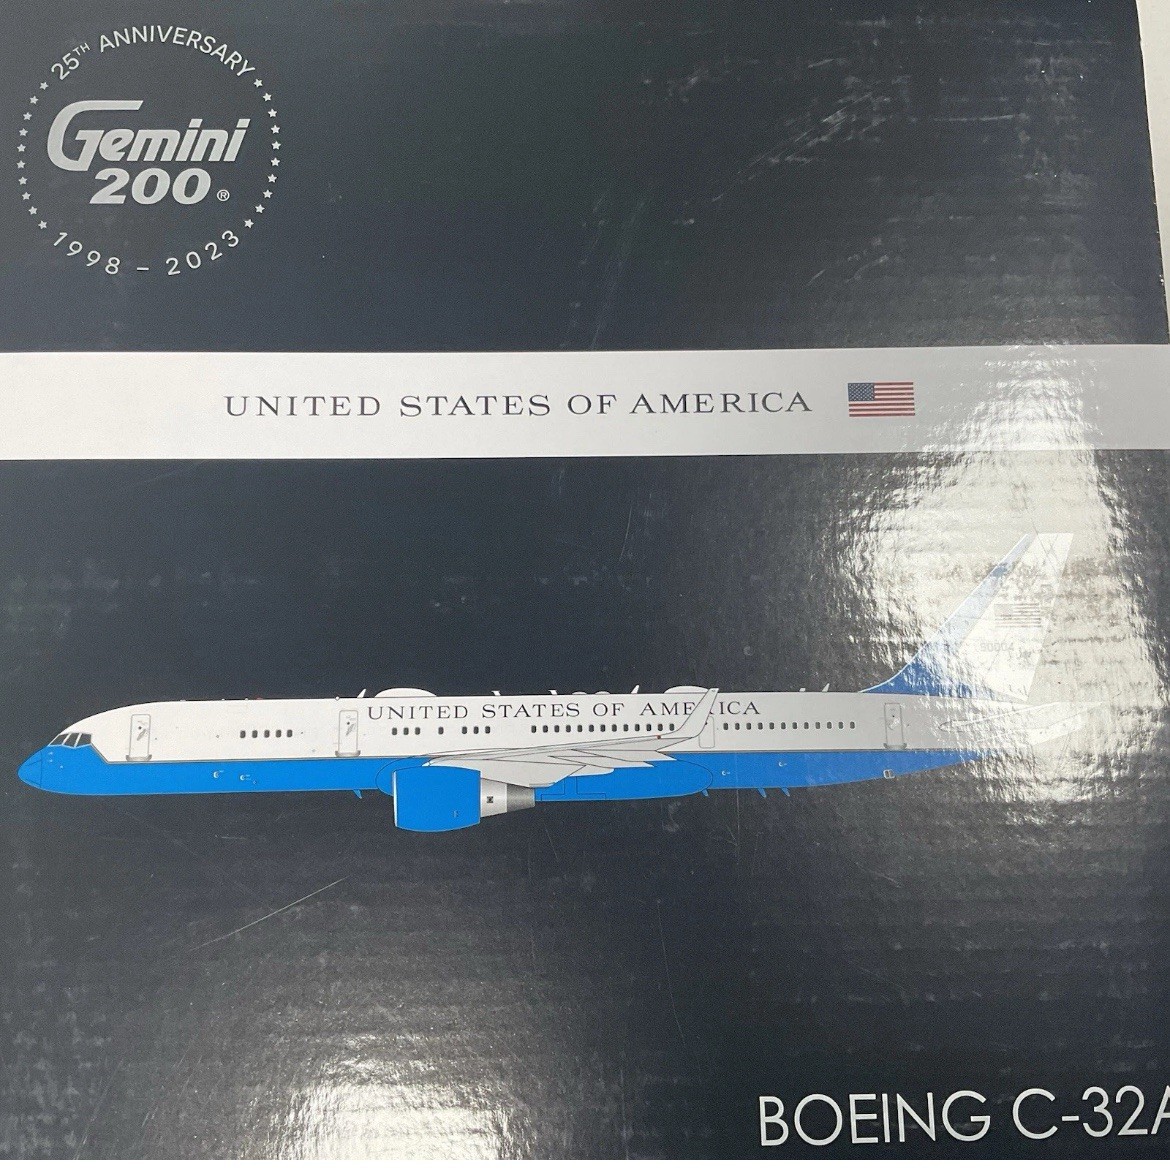 25TH ANNIVERSARY
Gemini
200®
1998 – 2023
UNITED STATES OF AMERICA
UNITED STATES OF AMERICA
BOEING C-32A